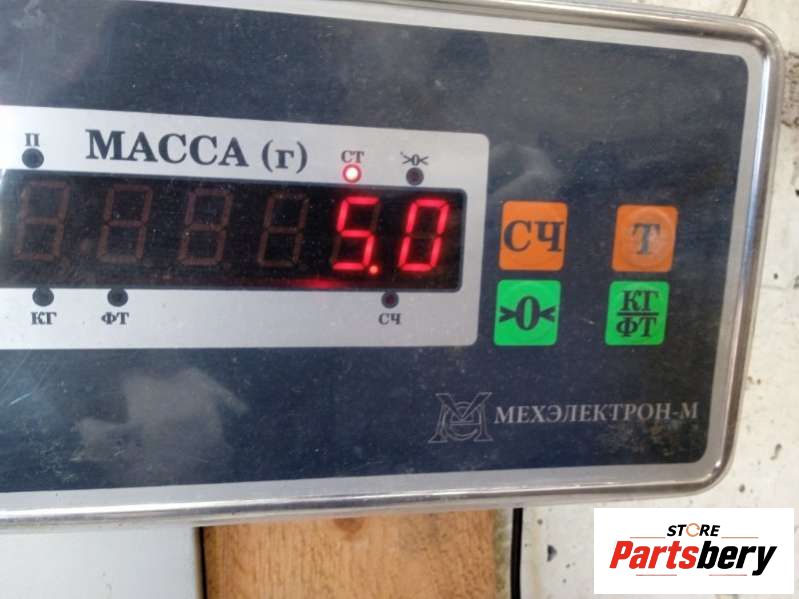 П МАССА (г) СТ >0<
5.0
КГ ФТ СЧ
СЧ Т
>0< КГ/ФТ
МЕХЭЛЕКТРОН-М
STORE
Partsbery